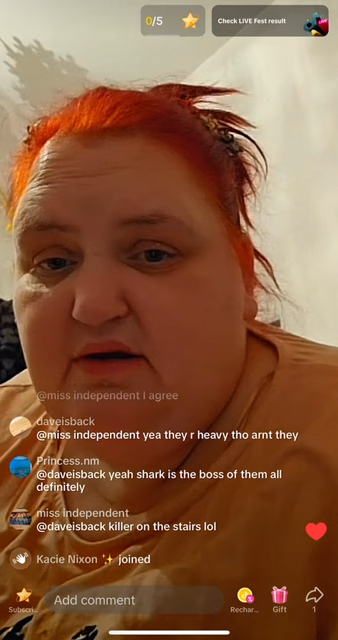 0/5
Check LIVE Fest result
@miss independent I agree
daveisback
@miss independent yea they r heavy tho arnt they
Princess.nm
@daveisback yeah shark is the boss of them all
definitely
miss independent
@daveisback killer on the stairs lol
Kacie Nixon ✨ joined
Add comment
Subscri...
Rechar...
Gift
1